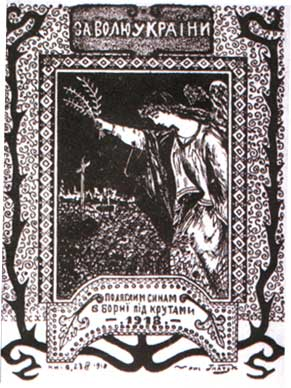 ЗА ВОЛЮ УКРАЇНИ
ПОЛЯГЛИМ СИНАМ
В БОРНІ ПІД КРУТАМИ
–1918–